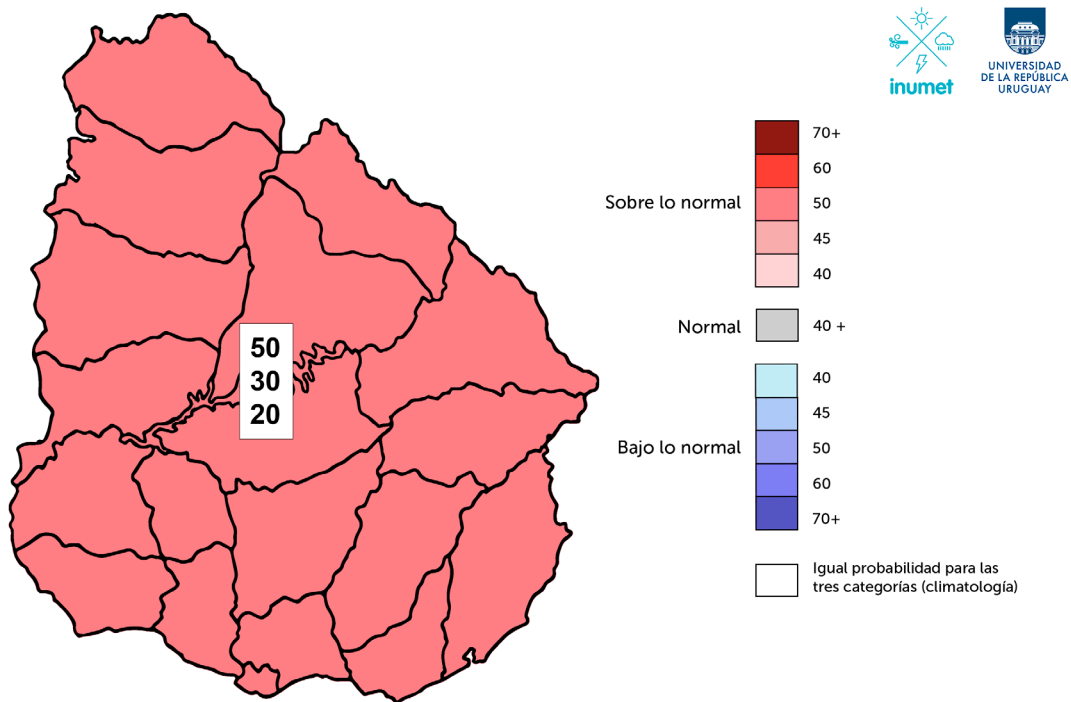 inumet
UNIVERSIDAD
DE LA REPÚBLICA
URUGUAY
Sobre lo normal
70+
60
50
45
40
Normal
40 +
Bajo lo normal
40
45
50
60
70+
Igual probabilidad para las
tres categorías (climatología)
50
30
20